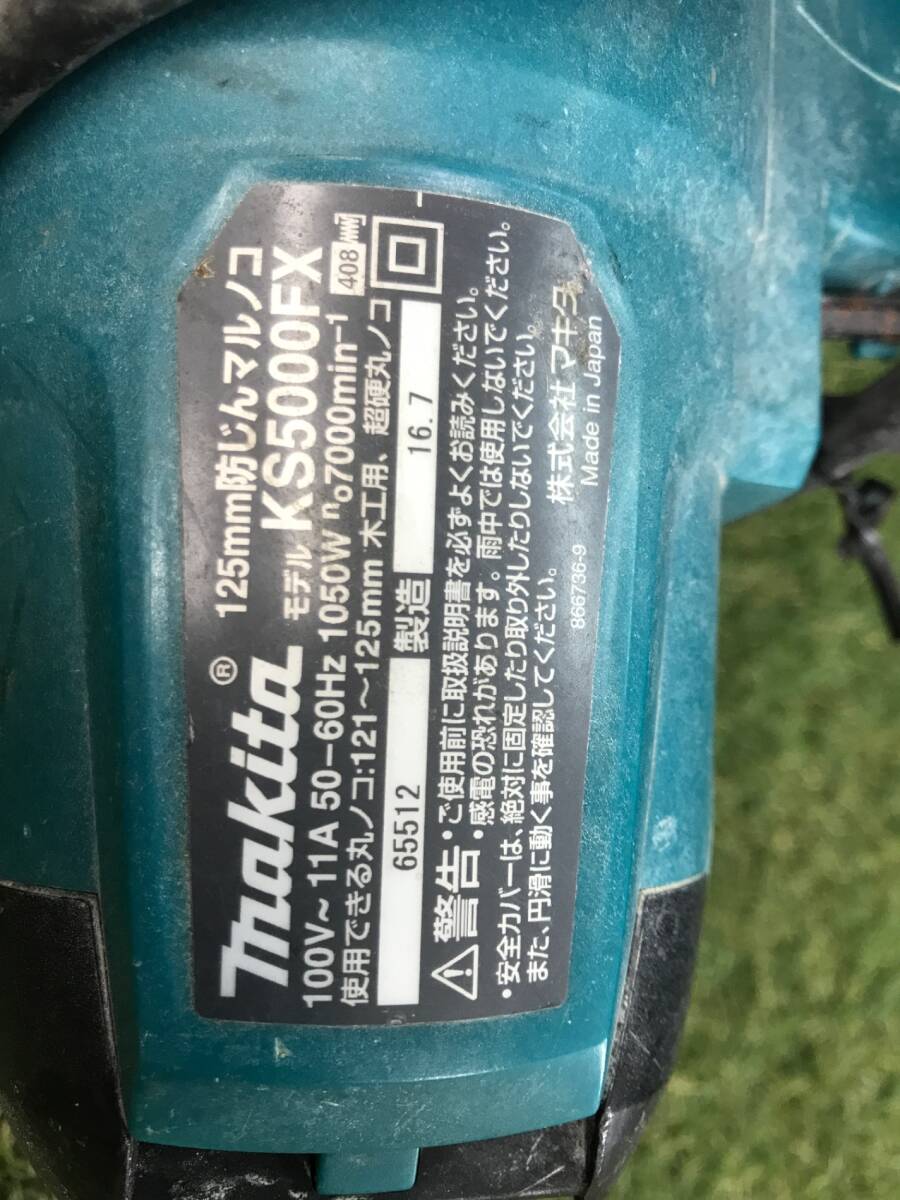 makita®
125mm防じんマルノコ
モデル KS5000FX
408
100V～ 11A 50-60Hz 1050W n₀7000min⁻¹
使用できる丸ノコ:121～125mm 木工用、超硬丸ノコ
65512 製造 16.7
警告・ご使用前に取扱説明書を必ずよくお読みください。
・感電の恐れがあります。雨中では使用しないでください。
・安全カバーは、絶対に固定したり取り外したりしないでください。
また、円滑に動く事を確認してください。
株式会社マキタ
866736-9
Made in Japan